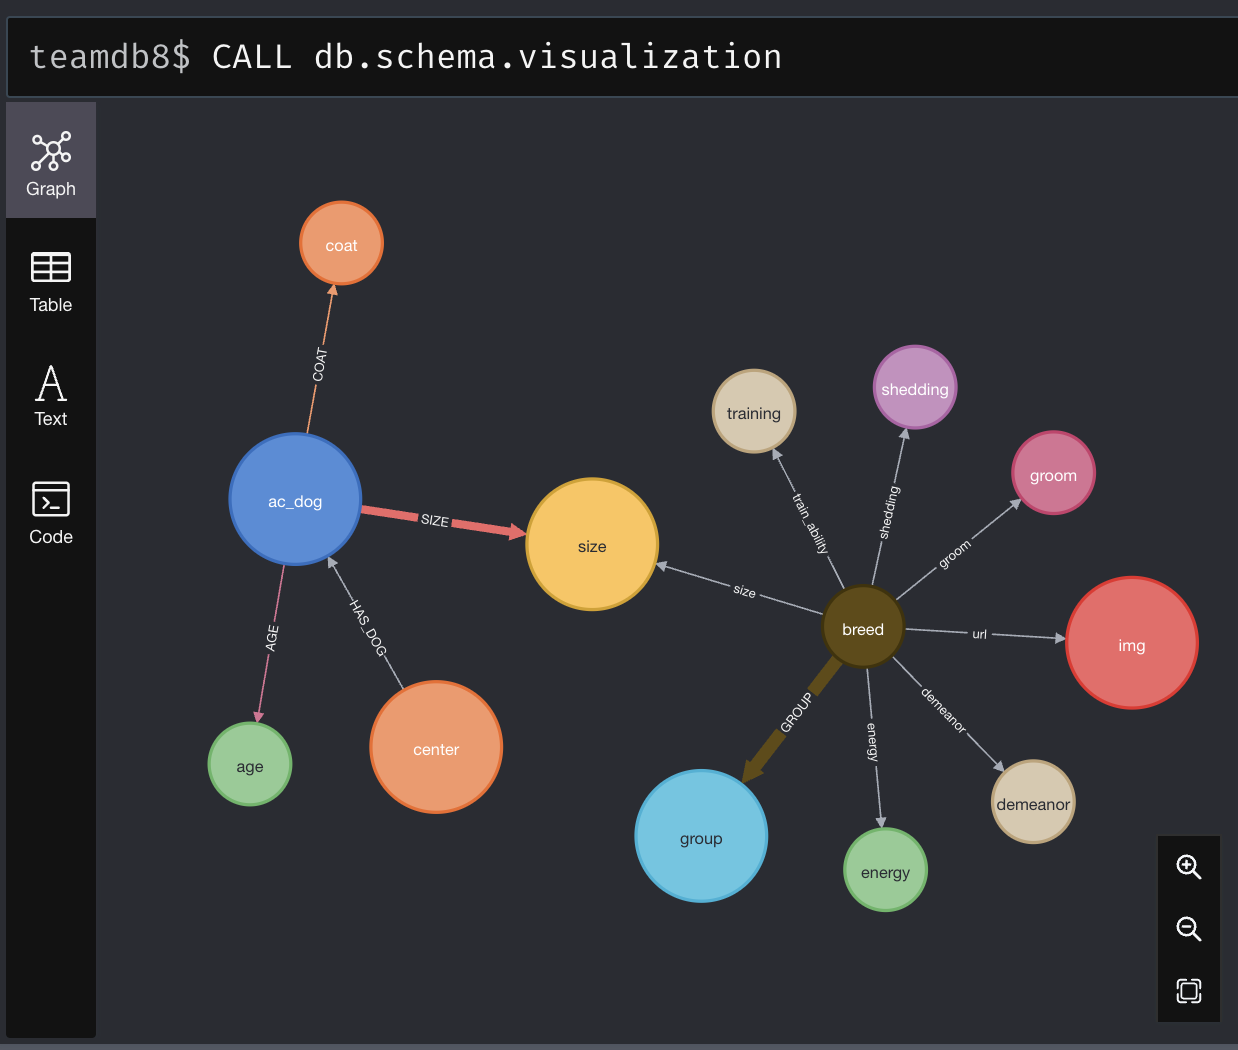 teamdb8$ CALL db.schema.visualization
Graph
Table
Text
Code
coat
COAT
ac_dog
SIZE
size
AGE
HAS_DOG
age
center
training
shedding
groom
train_ability
shedding
groom
size
breed
url
img
GROUP
energy
demeanor
group
energy
demeanor